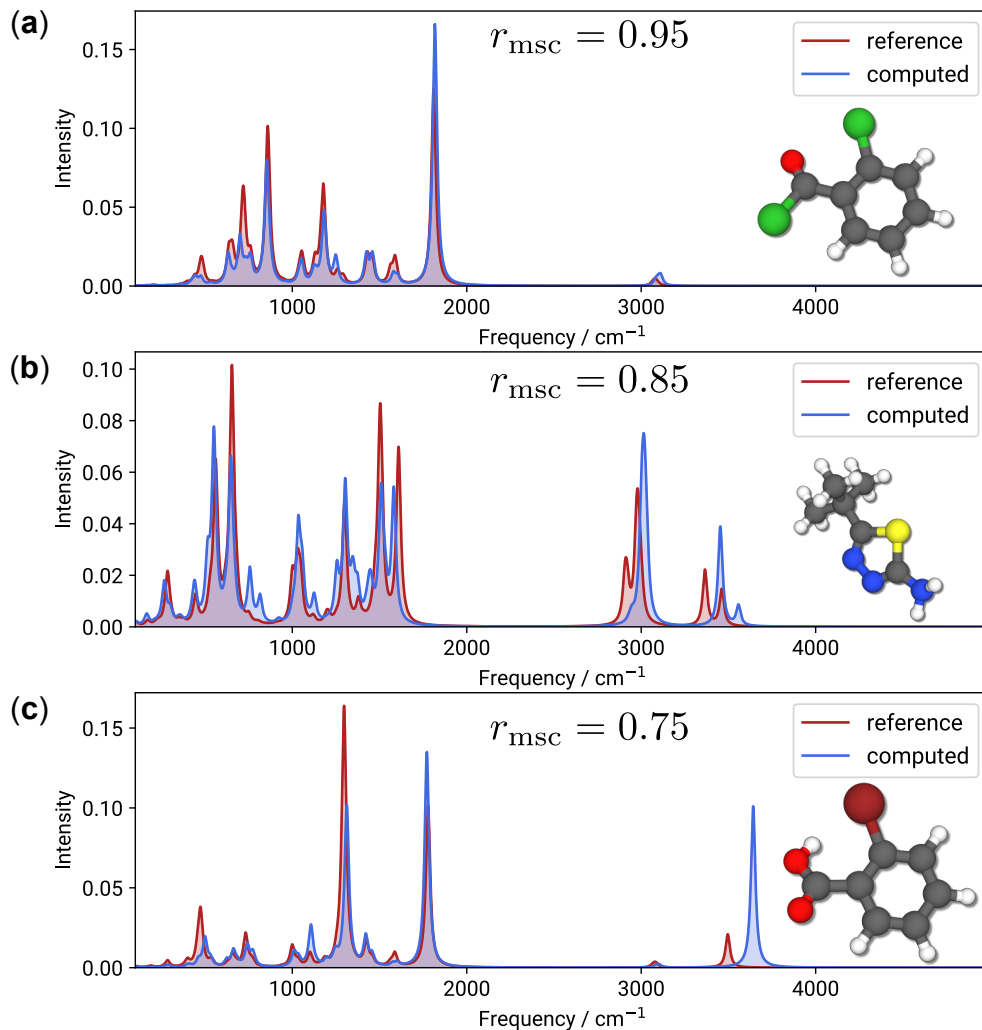 (a)
r_msc = 0.95
reference
computed
Intensity
0.15
0.10
0.05
0.00
1000 2000 3000 4000
Frequency / cm⁻¹
(b)
r_msc = 0.85
reference
computed
Intensity
0.10
0.08
0.06
0.04
0.02
0.00
1000 2000 3000 4000
Frequency / cm⁻¹
(c)
r_msc = 0.75
reference
computed
Intensity
0.15
0.10
0.05
0.00
1000 2000 3000 4000
Frequency / cm⁻¹